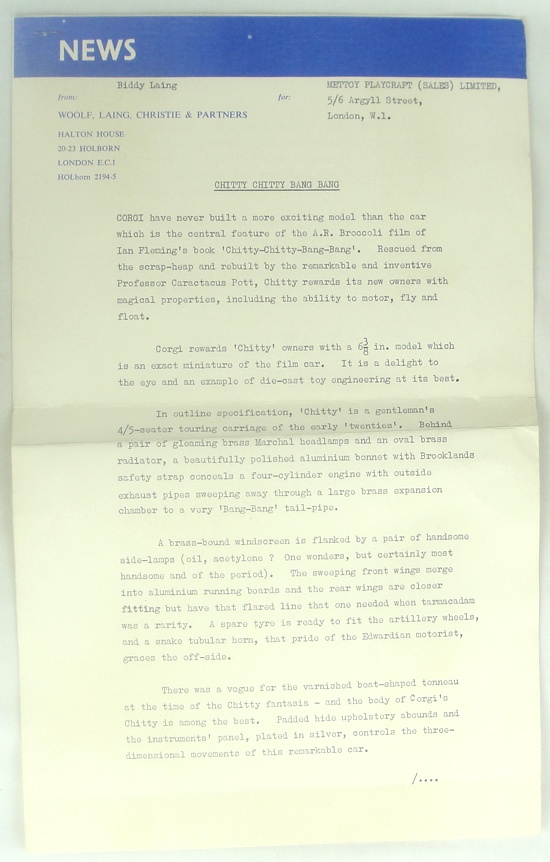 NEWS
Biddy Laing
from:
WOOLF, LAING, CHRISTIE & PARTNERS
HALTON HOUSE
20-23 HOLBORN
LONDON E.C.1
HOLborn 2194-5
for:
METTOY PLAYCRAFT (SALES) LIMITED,
5/6 Argyll Street,
London, W.1.
CHITTY CHITTY BANG BANG
CORGI have never built a more exciting model than the car
which is the central feature of the A.R. Broccoli film of
Ian Fleming's book 'Chitty-Chitty-Bang-Bang'. Rescued from
the scrap-heap and rebuilt by the remarkable and inventive
Professor Caractacus Pott, Chitty rewards its new owners with
magical properties, including the ability to motor, fly and
float.
Corgi rewards 'Chitty' owners with a 6⅜ in. model which
is an exact miniature of the film car. It is a delight to
the eye and an example of die-cast toy engineering at its best.
In outline specification, 'Chitty' is a gentleman's
4/5-seater touring carriage of the early 'twenties'. Behind
a pair of gleaming brass Marchal headlamps and an oval brass
radiator, a beautifully polished aluminium bonnet with Brooklands
safety strap conceals a four-cylinder engine with outside
exhaust pipes sweeping away through a large brass expansion
chamber to a very 'Bang-Bang' tail-pipe.
A brass-bound windscreen is flanked by a pair of handsome
side-lamps (oil, acetylene ? One wonders, but certainly most
handsome and of the period). The sweeping front wings merge
into aluminium running boards and the rear wings are closer
fitting but have that flared line that one needed when tarmacadam
was a rarity. A spare tyre is ready to fit the artillery wheels,
and a snake tubular horn, that pride of the Edwardian motorist,
graces the off-side.
There was a vogue for the varnished boat-shaped tonneau
at the time of the Chitty fantasia - and the body of Corgi's
Chitty is among the best. Padded hide upholstery abounds and
the instruments' panel, plated in silver, controls the three-
dimensional movements of this remarkable car.
/....